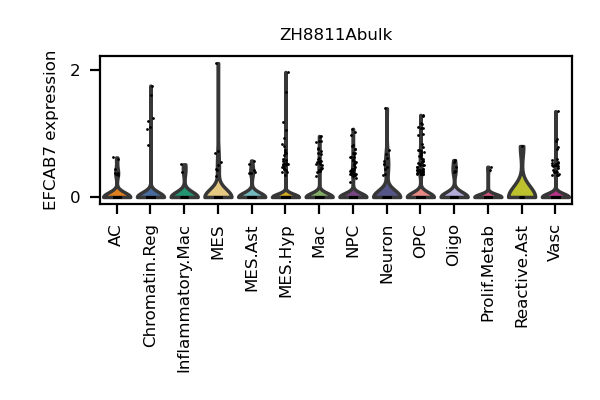 ZH8811Abulk
EFCAB7 expression
2
0
AC
Chromatin.Reg
Inflammatory.Mac
MES
MES.Ast
MES.Hyp
Mac
NPC
Neuron
OPC
Oligo
Prolif.Metab
Reactive.Ast
Vasc